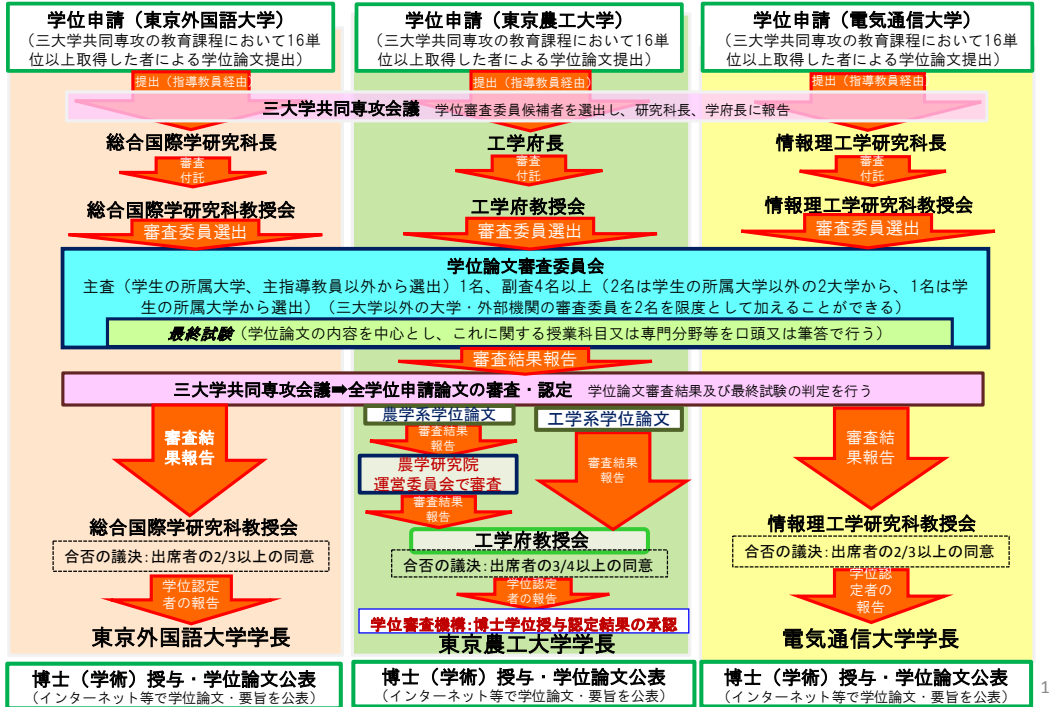 学位申請（東京外国語大学）
（三大学共同専攻の教育課程において16単
位以上取得した者による学位論文提出）
学位申請（東京農工大学）
（三大学共同専攻の教育課程において16単
位以上取得した者による学位論文提出）
学位申請（電気通信大学）
（三大学共同専攻の教育課程において16単
位以上取得した者による学位論文提出）
提出（指導教員経由）
提出（指導教員経由）
提出（指導教員経由）
三大学共同専攻会議　学位審査委員候補者を選出し、研究科長、学府長に報告
総合国際学研究科長
工学府長
情報理工学研究科長
審査
付託
審査
付託
審査
付託
総合国際学研究科教授会
工学府教授会
情報理工学研究科教授会
審査委員選出
審査委員選出
審査委員選出
学位論文審査委員会
主査（学生の所属大学、主指導教員以外から選出）1名、副査4名以上（2名は学生の所属大学以外の2大学から、1名は学
生の所属大学から選出）（三大学以外の大学・外部機関の審査委員を2名を限度として加えることができる）
最終試験（学位論文の内容を中心とし、これに関する授業科目又は専門分野等を口頭又は筆答で行う）
審査結果報告
三大学共同専攻会議➡全学位申請論文の審査・認定　学位論文審査結果及び最終試験の判定を行う
農学系学位論文
工学系学位論文
審査結
果報告
審査結果
報告
審査結果
報告
審査結
果報告
農学研究院
運営委員会で審査
審査結果
報告
総合国際学研究科教授会
工学府教授会
情報理工学研究科教授会
合否の議決：出席者の2/3以上の同意
合否の議決：出席者の3/4以上の同意
合否の議決：出席者の2/3以上の同意
学位認定
者の報告
学位認定
者の報告
学位認
定者の
報告
学位審査機構：博士学位授与認定結果の承認
東京外国語大学学長
東京農工大学学長
電気通信大学学長
博士（学術）授与・学位論文公表
（インターネット等で学位論文・要旨を公表）
博士（学術）授与・学位論文公表
（インターネット等で学位論文・要旨を公表）
博士（学術）授与・学位論文公表
（インターネット等で学位論文・要旨を公表）
1